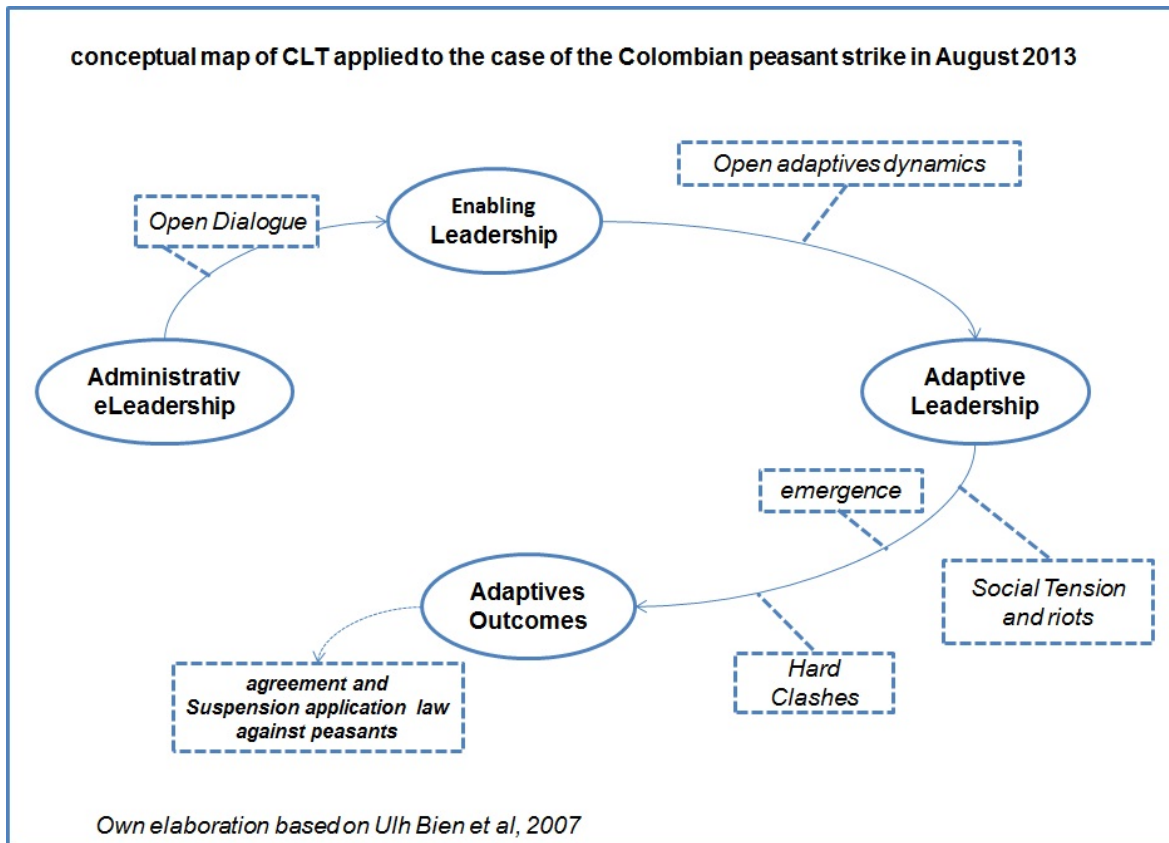 conceptual map of CLT applied to the case of the Colombian peasant strike in August 2013
Open adaptives dynamics
Enabling
Leadership
Open Dialogue
Administrativ
eLeadership
Adaptive
Leadership
emergence
Social Tension
and riots
Adaptives
Outcomes
Hard
Clashes
agreement and
Suspension application law
against peasants
Own elaboration based on Ulh Bien et al, 2007